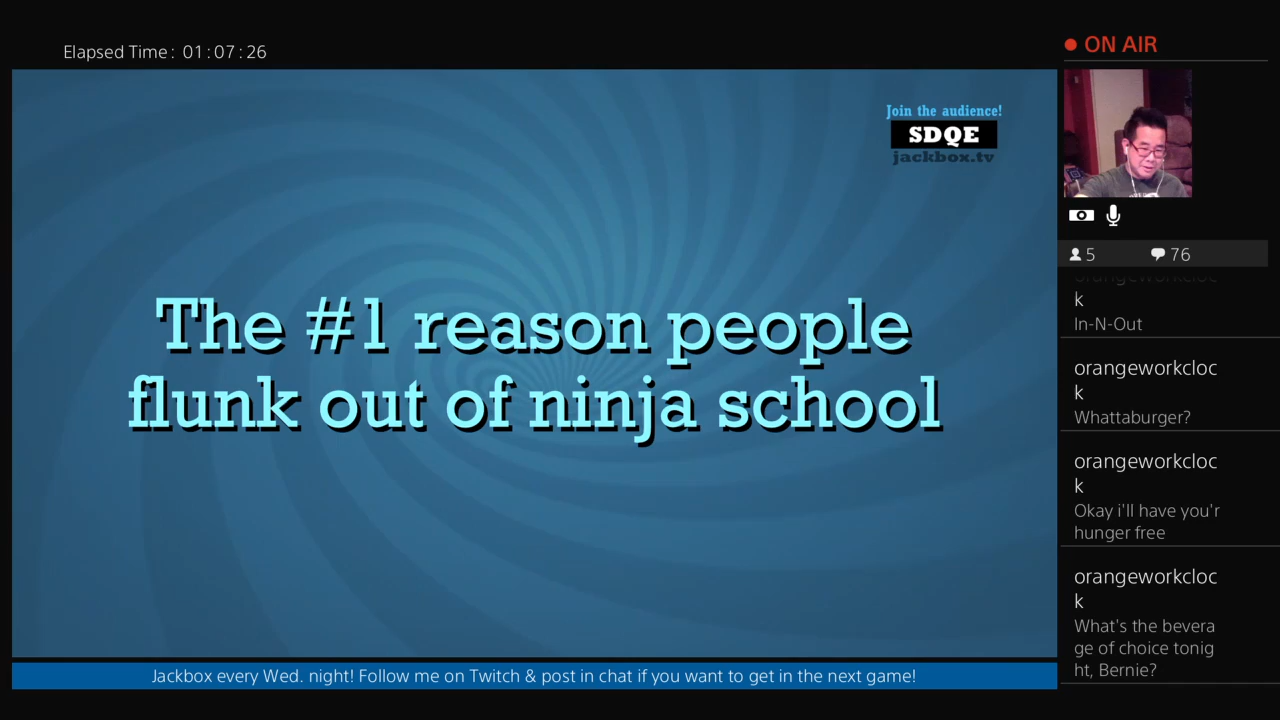 Elapsed Time: 01:07:26
ON AIR
Join the audience!
SDQE
jackbox.tv
The #1 reason people
flunk out of ninja school
5
76
k
In-N-Out
orangeworkcloc
k
Whattaburger?
orangeworkcloc
k
Okay i'll have you'r
hunger free
orangeworkcloc
k
What's the bevera
ge of choice tonig
ht, Bernie?
Jackbox every Wed. night! Follow me on Twitch & post in chat if you want to get in the next game!